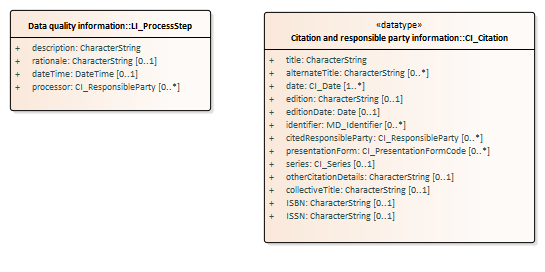 Data quality information::LI_ProcessStep
+ description: CharacterString
+ rationale: CharacterString [0..1]
+ dateTime: DateTime [0..1]
+ processor: CI_ResponsibleParty [0..*]
«datatype»
Citation and responsible party information::CI_Citation
+ title: CharacterString
+ alternateTitle: CharacterString [0..*]
+ date: CI_Date [1..*]
+ edition: CharacterString [0..1]
+ editionDate: Date [0..1]
+ identifier: MD_Identifier [0..*]
+ citedResponsibleParty: CI_ResponsibleParty [0..*]
+ presentationForm: CI_PresentationFormCode [0..*]
+ series: CI_Series [0..1]
+ otherCitationDetails: CharacterString [0..1]
+ collectiveTitle: CharacterString [0..1]
+ ISBN: CharacterString [0..1]
+ ISSN: CharacterString [0..1]